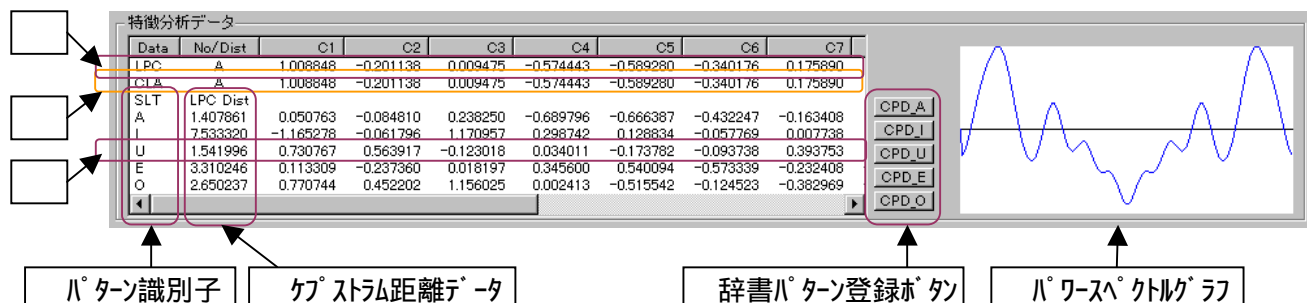 特徴分析データ
Data No/Dist C1 C2 C3 C4 C5 C6 C7
LPC A 1.008848 -0.201138 0.009475 -0.574443 -0.589280 -0.340176 0.175890
CLA A 1.008848 -0.201138 0.009475 -0.574443 -0.589280 -0.340176 0.175890
SLT LPC Dist
A 1.407861 0.050763 -0.084810 0.238250 -0.689796 -0.666387 -0.432247 -0.163408
I 7.533320 -1.165278 -0.061796 1.170957 0.298742 0.128834 -0.057769 0.007738
U 1.541996 0.730767 0.563917 -0.123018 0.034011 -0.173782 -0.093738 0.393753
E 3.310246 0.113309 -0.237360 0.018197 0.345600 0.540094 -0.573339 -0.232408
O 2.650237 0.770744 0.452202 1.156025 0.002413 -0.515542 -0.124523 -0.382969
CPD_A
CPD_I
CPD_U
CPD_E
CPD_O
ﾊﾟﾀｰﾝ識別子
ｹﾌﾟｽﾄﾗﾑ距離ﾃﾞｰﾀ
辞書ﾊﾟﾀｰﾝ登録ﾎﾞﾀﾝ
ﾊﾟﾜｰｽﾍﾟｸﾄﾙｸﾞﾗﾌ